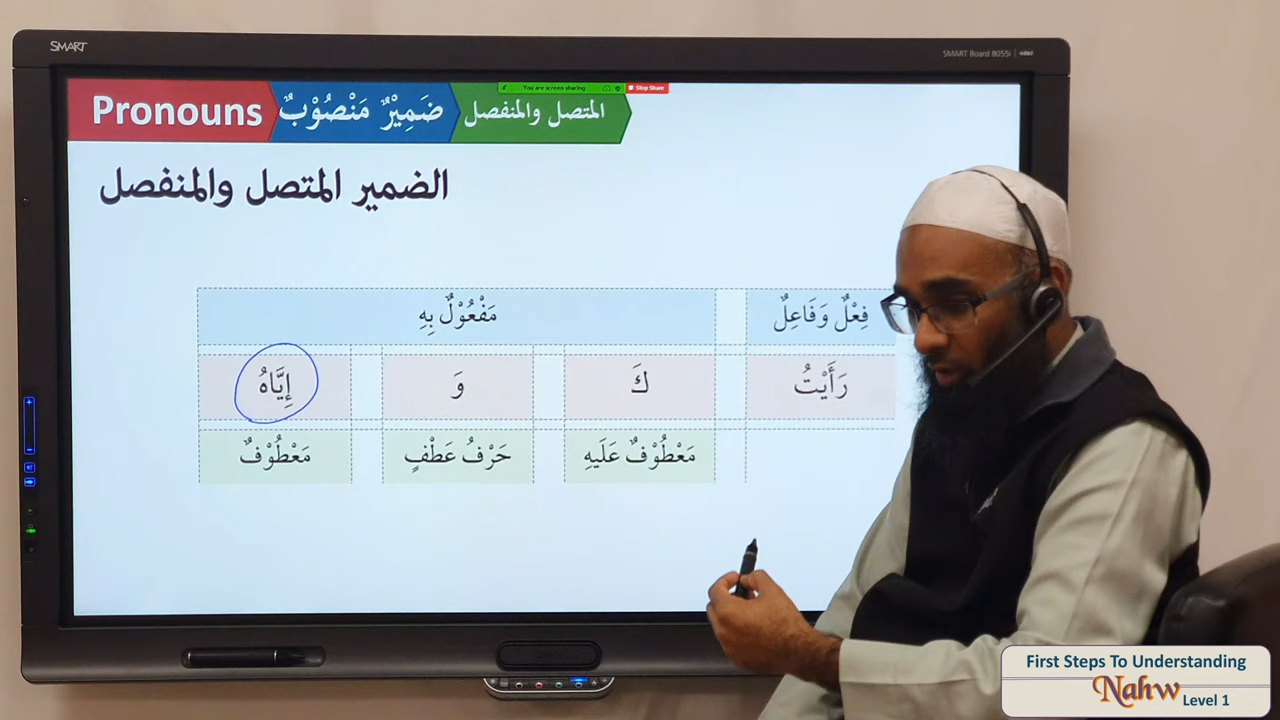 SMART
SMART Board 8055i
You are screen sharing
Stop Share
Pronouns ضَمِيْرٌ مَنْصُوْبٌ المتصل والمنفصل
الضمير المتصل والمنفصل
فِعْلٌ وَفَاعِلٌ مَفْعُوْلٌ بِهِ
رَأَيْتُ كَ وَ إِيَّاهُ
مَعْطُوْفٌ عَلَيهِ حَرْفُ عَطْفٍ مَعْطُوْفٌ
First Steps To Understanding
Nahw Level 1